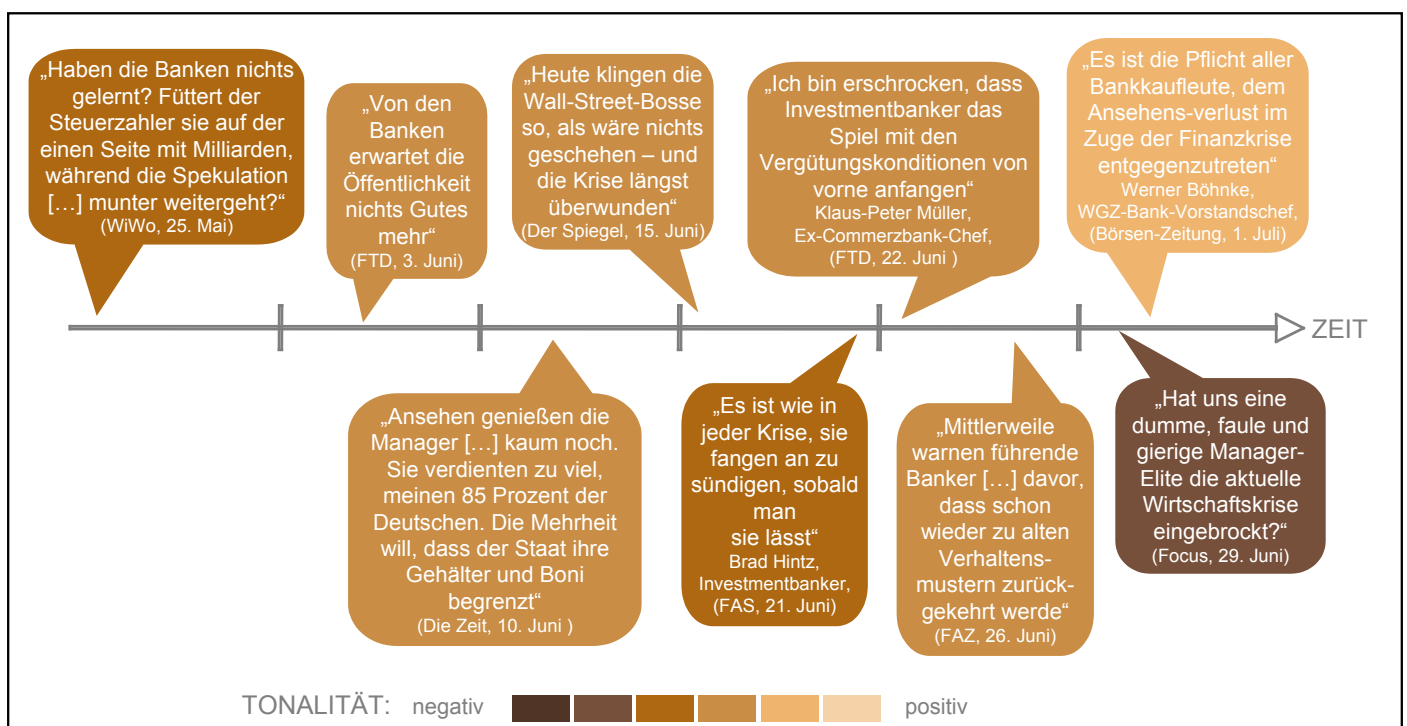 „Haben die Banken nichts
gelernt? Füttert der
Steuerzahler sie auf der
einen Seite mit Milliarden,
während die Spekulation
[…] munter weitergeht?“
(WiWo, 25. Mai)
„Von den
Banken
erwartet die
Öffentlichkeit
nichts Gutes
mehr“
(FTD, 3. Juni)
„Heute klingen die
Wall-Street-Bosse
so, als wäre nichts
geschehen – und
die Krise längst
überwunden“
(Der Spiegel, 15. Juni)
„Ich bin erschrocken, dass
Investmentbanker das
Spiel mit den
Vergütungskonditionen von
vorne anfangen“
Klaus-Peter Müller,
Ex-Commerzbank-Chef,
(FTD, 22. Juni )
„Es ist die Pflicht aller
Bankkaufleute, dem
Ansehens-verlust im
Zuge der Finanzkrise
entgegenzutreten“
Werner Böhnke,
WGZ-Bank-Vorstandschef,
(Börsen-Zeitung, 1. Juli)
ZEIT
„Ansehen genießen die
Manager […] kaum noch.
Sie verdienten zu viel,
meinen 85 Prozent der
Deutschen. Die Mehrheit
will, dass der Staat ihre
Gehälter und Boni
begrenzt“
(Die Zeit, 10. Juni )
„Es ist wie in
jeder Krise, sie
fangen an zu
sündigen, sobald
man
sie lässt“
Brad Hintz,
Investmentbanker,
(FAS, 21. Juni)
„Mittlerweile
warnen führende
Banker […] davor,
dass schon
wieder zu alten
Verhaltens-
mustern zurück-
gekehrt werde“
(FAZ, 26. Juni)
„Hat uns eine
dumme, faule und
gierige Manager-
Elite die aktuelle
Wirtschaftskrise
eingebrockt?“
(Focus, 29. Juni)
TONALITÄT: negativ positiv